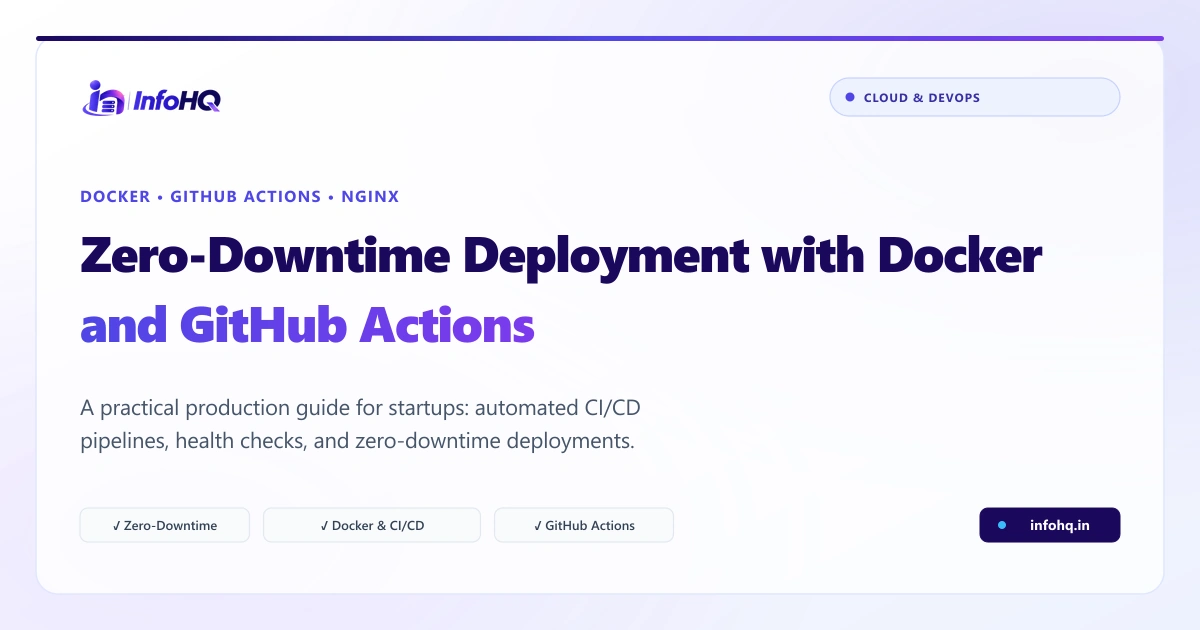 in InfoHQ
CLOUD & DEVOPS
DOCKER • GITHUB ACTIONS • NGINX
Zero-Downtime Deployment with Docker
and GitHub Actions
A practical production guide for startups: automated CI/CD
pipelines, health checks, and zero-downtime deployments.
✓ Zero-Downtime
✓ Docker & CI/CD
✓ GitHub Actions
infohq.in